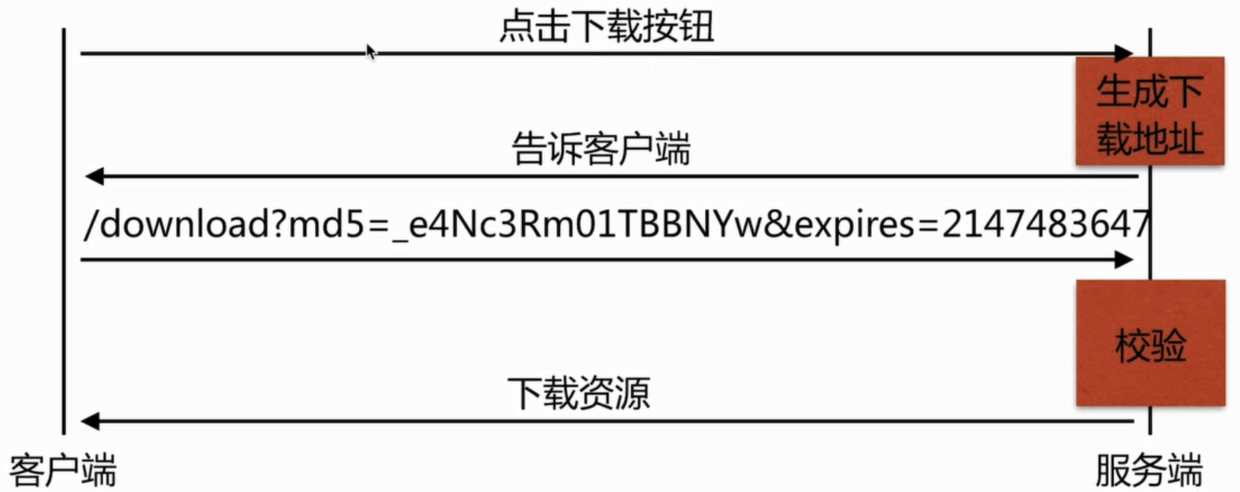 点击下载按钮
生成下
载地址
告诉客户端
/download?md5=_e4Nc3Rm01TBBNYw&expires=2147483647
校验
下载资源
客户端
服务端